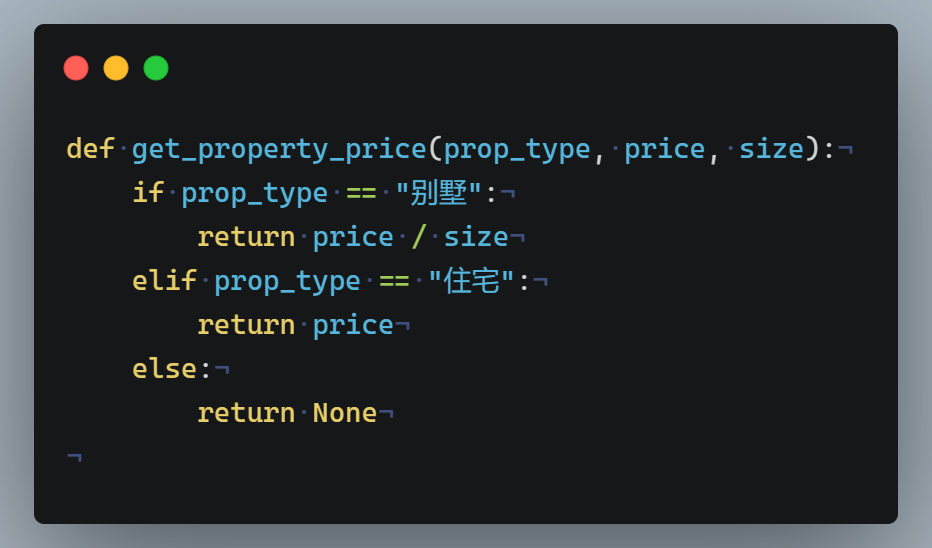 def get_property_price(prop_type, price, size):
    if prop_type == "别墅":
        return price / size
    elif prop_type == "住宅":
        return price
    else:
        return None